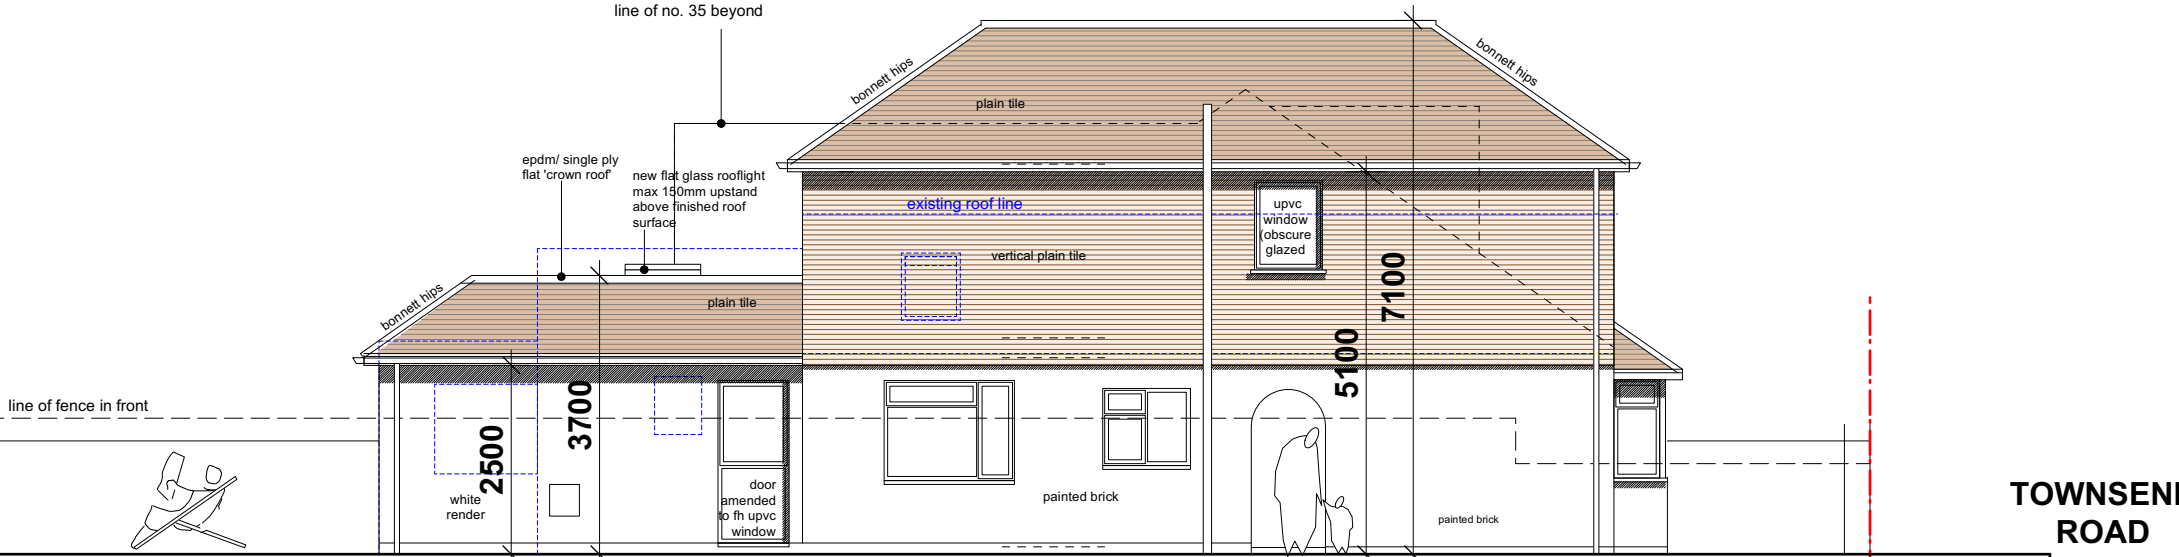 line of no. 35 beyond
bonnett hips
bonnett hips
plain tile
epdm/ single ply
flat 'crown roof'
new flat glass rooflight
max 150mm upstand
above finished roof
surface
existing roof line
upvc
window
(obscure
glazed
vertical plain tile
7100
bonnett hips
plain tile
5100
line of fence in front
2500
3700
white
render
door
amended
to fh upvc
window
painted brick
painted brick
TOWNSEND
ROAD